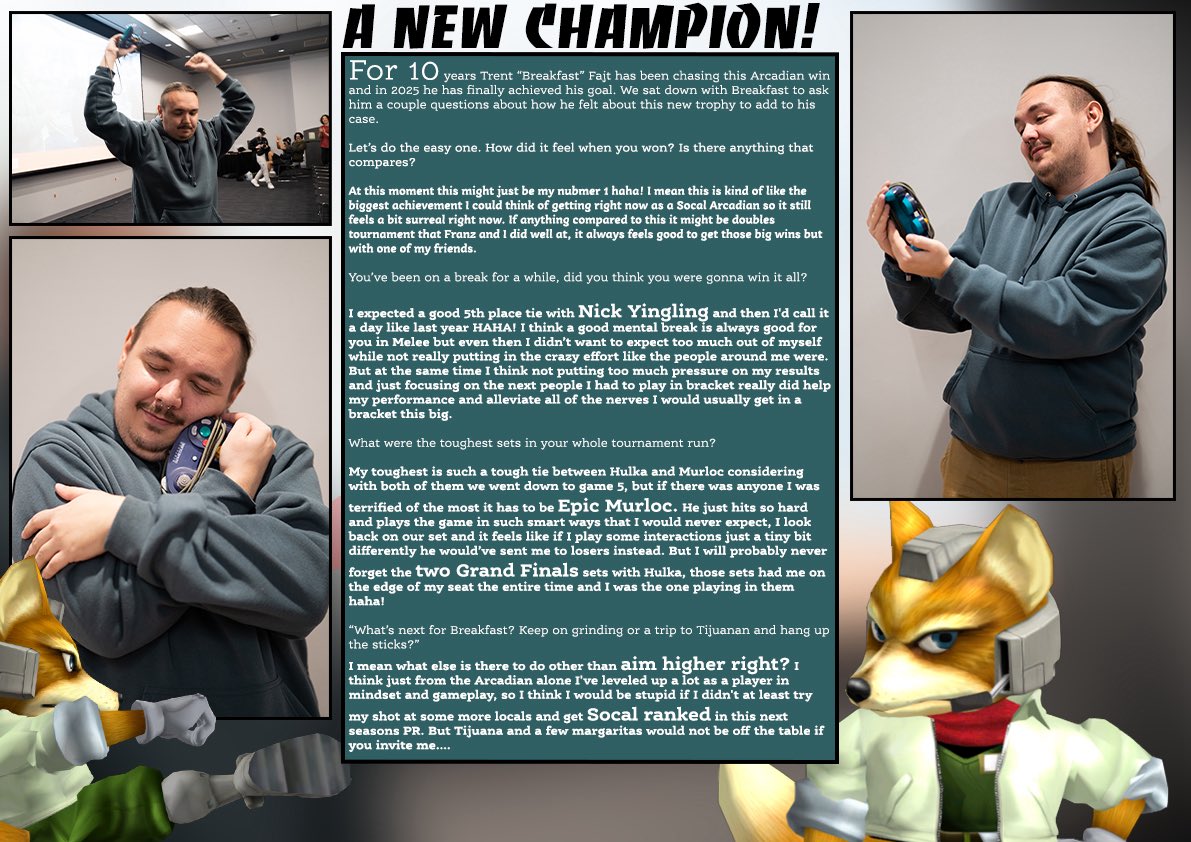 A NEW CHAMPION!
For 10 years Trent “Breakfast” Fajt has been chasing this Arcadian win
and in 2025 he has finally achieved his goal. We sat down with Breakfast to ask
him a couple questions about how he felt about this new trophy to add to his
case.
Let’s do the easy one. How did it feel when you won? Is there anything that
compares?
At this moment this might just be my nubmer 1 haha! I mean this is kind of like the
biggest achievement I could think of getting right now as a Socal Arcadian so it still
feels a bit surreal right now. If anything compared to this it might be doubles
tournament that Franz and I did well at, it always feels good to get those big wins but
with one of my friends.
You’ve been on a break for a while, did you think you were gonna win it all?
I expected a good 5th place tie with Nick Yingling and then I'd call it
a day like last year HAHA! I think a good mental break is always good for
you in Melee but even then I didn’t want to expect too much out of myself
while not really putting in the crazy effort like the people around me were.
But at the same time I think not putting too much pressure on my results
and just focusing on the next people I had to play in bracket really did help
my performance and alleviate all of the nerves I would usually get in a
bracket this big.
What were the toughest sets in your whole tournament run?
My toughest is such a tough tie between Hulka and Murloc considering
with both of them we went down to game 5, but if there was anyone I was
terrified of the most it has to be Epic Murloc. He just hits so hard
and plays the game in such smart ways that I would never expect, I look
back on our set and it feels like if I play some interactions just a tiny bit
differently he would’ve sent me to losers instead. But I will probably never
forget the two Grand Finals sets with Hulka, those sets had me on
the edge of my seat the entire time and I was the one playing in them
haha!
“What’s next for Breakfast? Keep on grinding or a trip to Tijuanan and hang up
the sticks?”
I mean what else is there to do other than aim higher right? I
think just from the Arcadian alone I've leveled up a lot as a player in
mindset and gameplay, so I think I would be stupid if I didn't at least try
my shot at some more locals and get Socal ranked in this next
seasons PR. But Tijuana and a few margaritas would not be off the table if
you invite me....